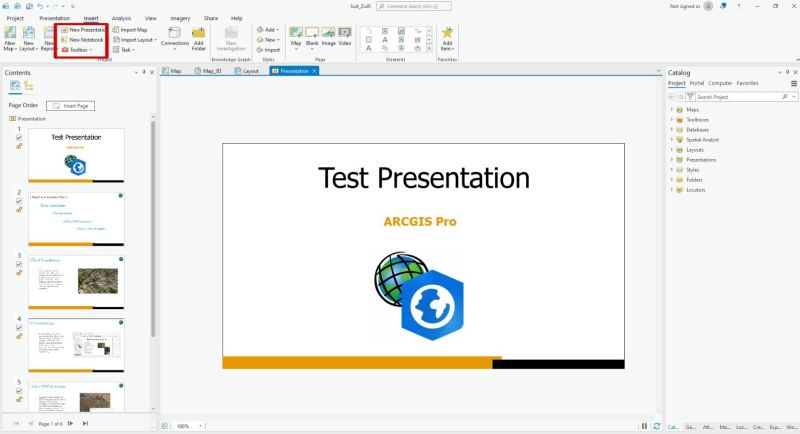 Suit_Zulfi
Command Search (Alt+Q)
Not signed in
Project Presentation Insert Analysis View Imagery Share Help
New Map
New Layout
New Report
New Presentation
New Notebook
Toolbox
Import Map
Import Layout
Task
Connections
Add Folder
New Investigation
Add
New
Import
Map
Blank
Image
Video
Elements
Add Item
Project
Knowledge Graph
Styles
Page
Favorites
Contents
Page Order
Insert Page
Presentation
1
Test Presentation
ARCGIS Pro
2
3
4
5
Page 1 of 6
Map
Map_3D
Layout
Presentation
Test Presentation
ARCGIS Pro
100%
Catalog
Project Portal Computer Favorites
Search Project
Maps
Toolboxes
Databases
Spatial Analyst
Layouts
Presentations
Styles
Folders
Locators
Cat... Ge... Att... Mo... Loc... Cre... Exp... Wo...